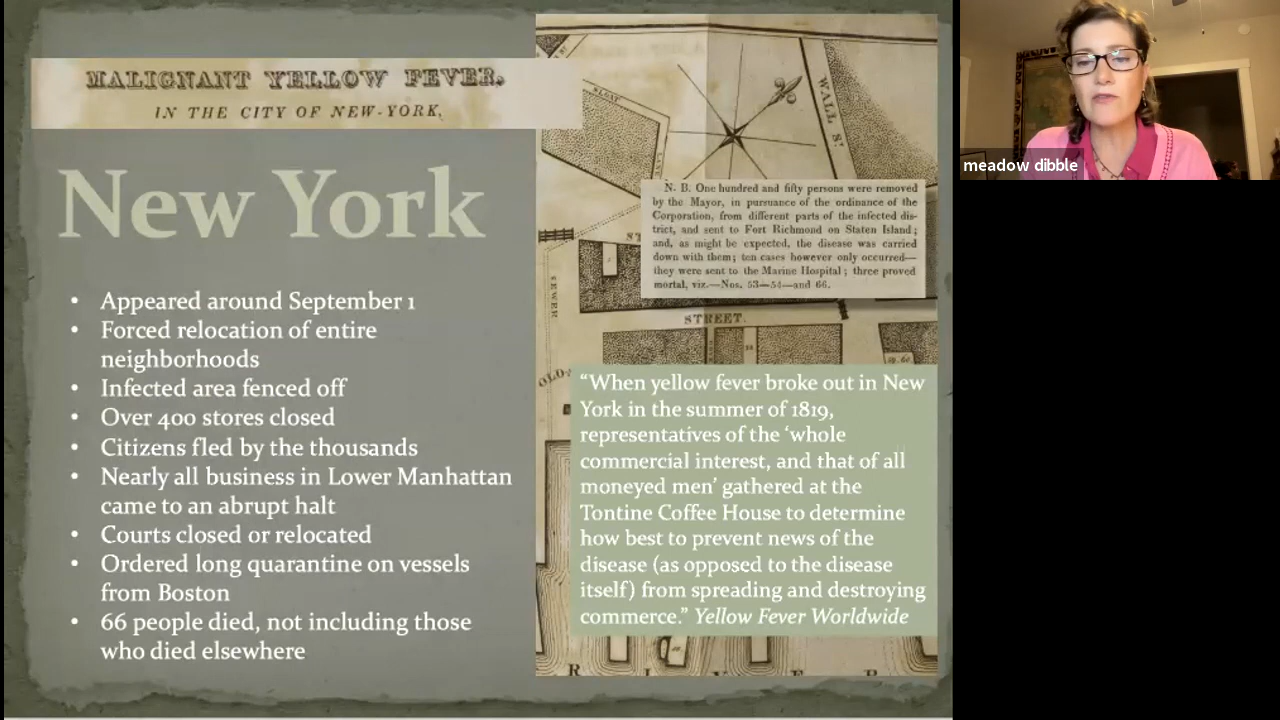 MALIGNANT YELLOW FEVER,
IN THE CITY OF NEW-YORK,
New York
• Appeared around September 1
• Forced relocation of entire
neighborhoods
• Infected area fenced off
• Over 400 stores closed
• Citizens fled by the thousands
• Nearly all business in Lower Manhattan
came to an abrupt halt
• Courts closed or relocated
• Ordered long quarantine on vessels
from Boston
• 66 people died, not including those
who died elsewhere
SLOAT
WALL St
N. B. One hundred and fifty persons were removed
by the Mayor, in pursuance of the ordinance of the
Corporation, from different parts of the infected dis-
trict, and sent to Fort Richmond on Staten Island;
and, as might be expected, the disease was carried
down with them; ten cases however only occurred—
they were sent to the Marine Hospital; three proved
mortal, viz.—Nos. 53—54—and 66.
SEWER
STREET.
OLD
“When yellow fever broke out in New
York in the summer of 1819,
representatives of the ‘whole
commercial interest, and that of all
moneyed men’ gathered at the
Tontine Coffee House to determine
how best to prevent news of the
disease (as opposed to the disease
itself) from spreading and destroying
commerce.” Yellow Fever Worldwide
R I V E R
meadow dibble